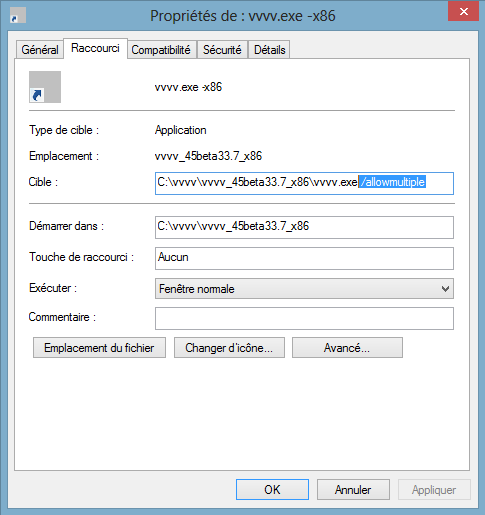 Propriétés de : vvvv.exe -x86
Général Raccourci Compatibilité Sécurité Détails
vvvv.exe -x86
Type de cible : Application
Emplacement : vvvv_45beta33.7_x86
Cible : C:\vvvv\vvvv_45beta33.7_x86\vvvv.exe /allowmultiple
Démarrer dans : C:\vvvv\vvvv_45beta33.7_x86
Touche de raccourci : Aucun
Exécuter : Fenêtre normale
Commentaire :
Emplacement du fichier Changer d'icône... Avancé...
OK Annuler Appliquer